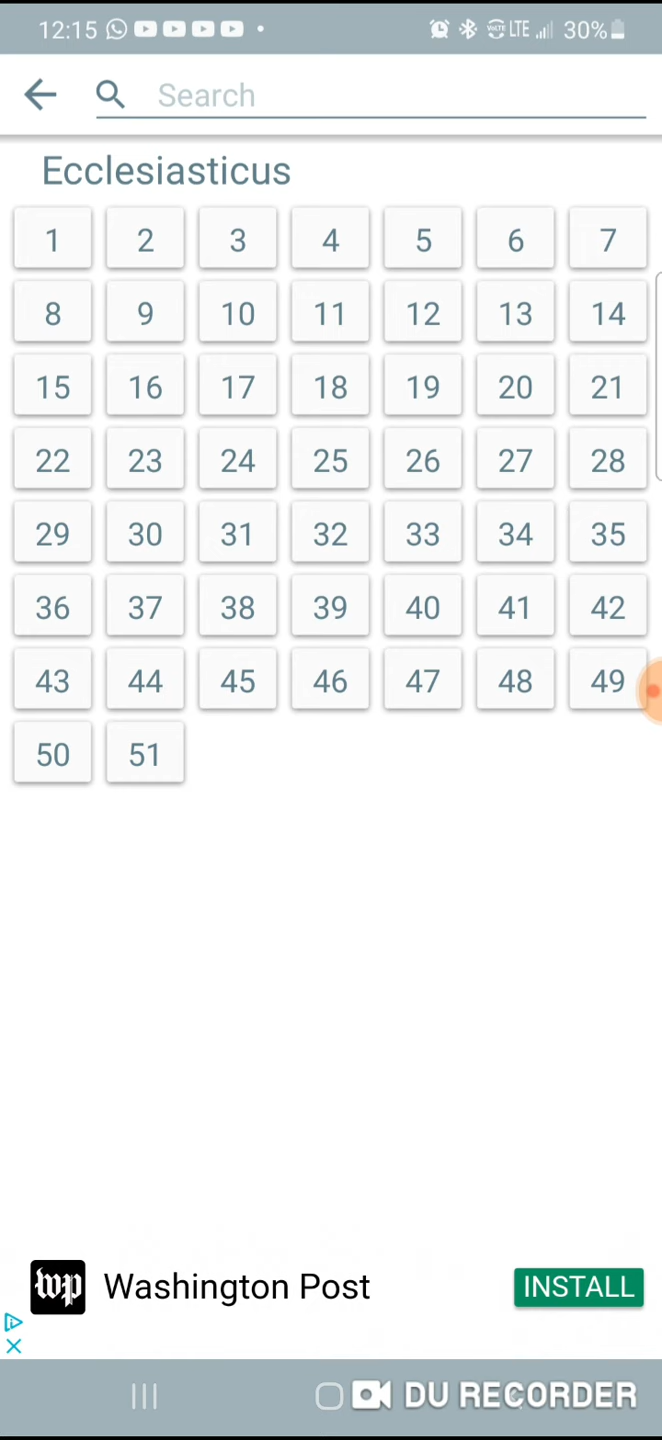 12:15 LTE 30%
Search
Ecclesiasticus
1 2 3 4 5 6 7
8 9 10 11 12 13 14
15 16 17 18 19 20 21
22 23 24 25 26 27 28
29 30 31 32 33 34 35
36 37 38 39 40 41 42
43 44 45 46 47 48 49
50 51
wp Washington Post INSTALL
DU RECORDER